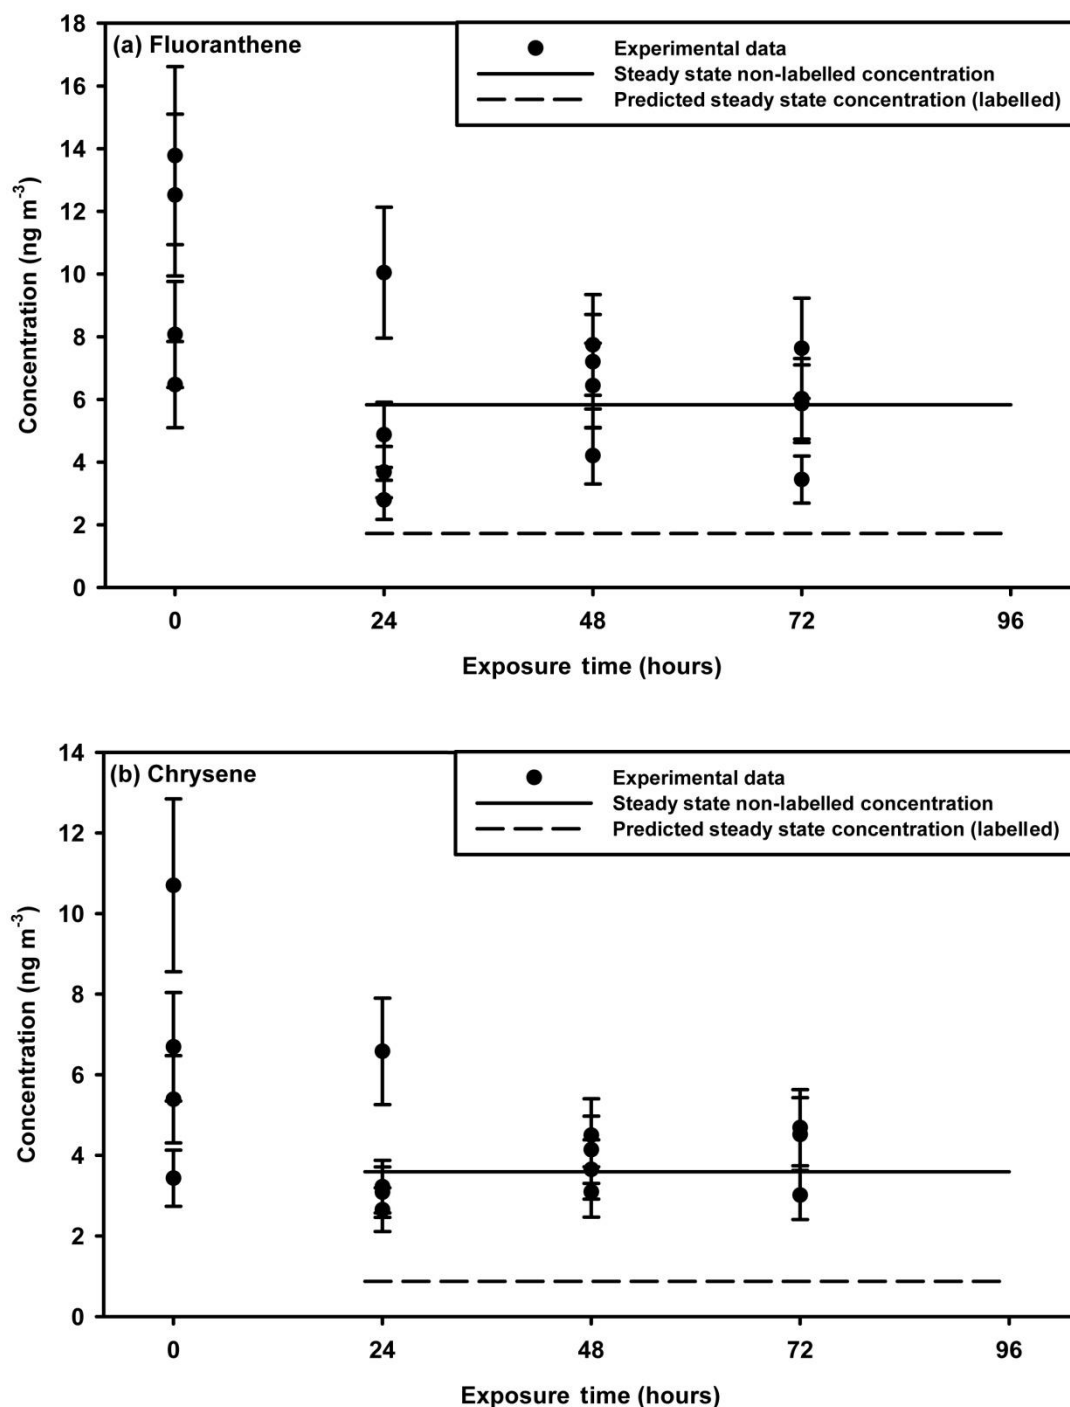 (a) Fluoranthene
Experimental data
Steady state non-labelled concentration
Predicted steady state concentration (labelled)
Concentration (ng m⁻³)
18
16
14
12
10
8
6
4
2
0
0 24 48 72 96
Exposure time (hours)
(b) Chrysene
Experimental data
Steady state non-labelled concentration
Predicted steady state concentration (labelled)
Concentration (ng m⁻³)
14
12
10
8
6
4
2
0
0 24 48 72 96
Exposure time (hours)